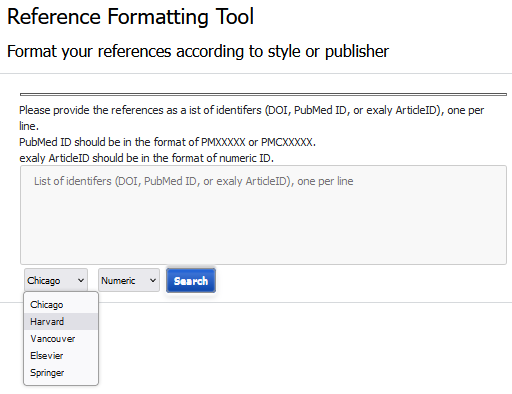 Reference Formatting Tool
Format your references according to style or publisher
Please provide the references as a ist of identifers (DOI, PubMed ID, or exaly ArticleID), one per
line.
PubMed ID should be in the format of PMXXXXX or PMCXXXXX.
exaly ArticleID should be in the format of numeric ID.
List of identifers (DOI, PubMed ID, or exaly ArticleID), one per line
Chicago Numeric Search
Chicago
Harvard
Vancouver
Elsevier
Springer